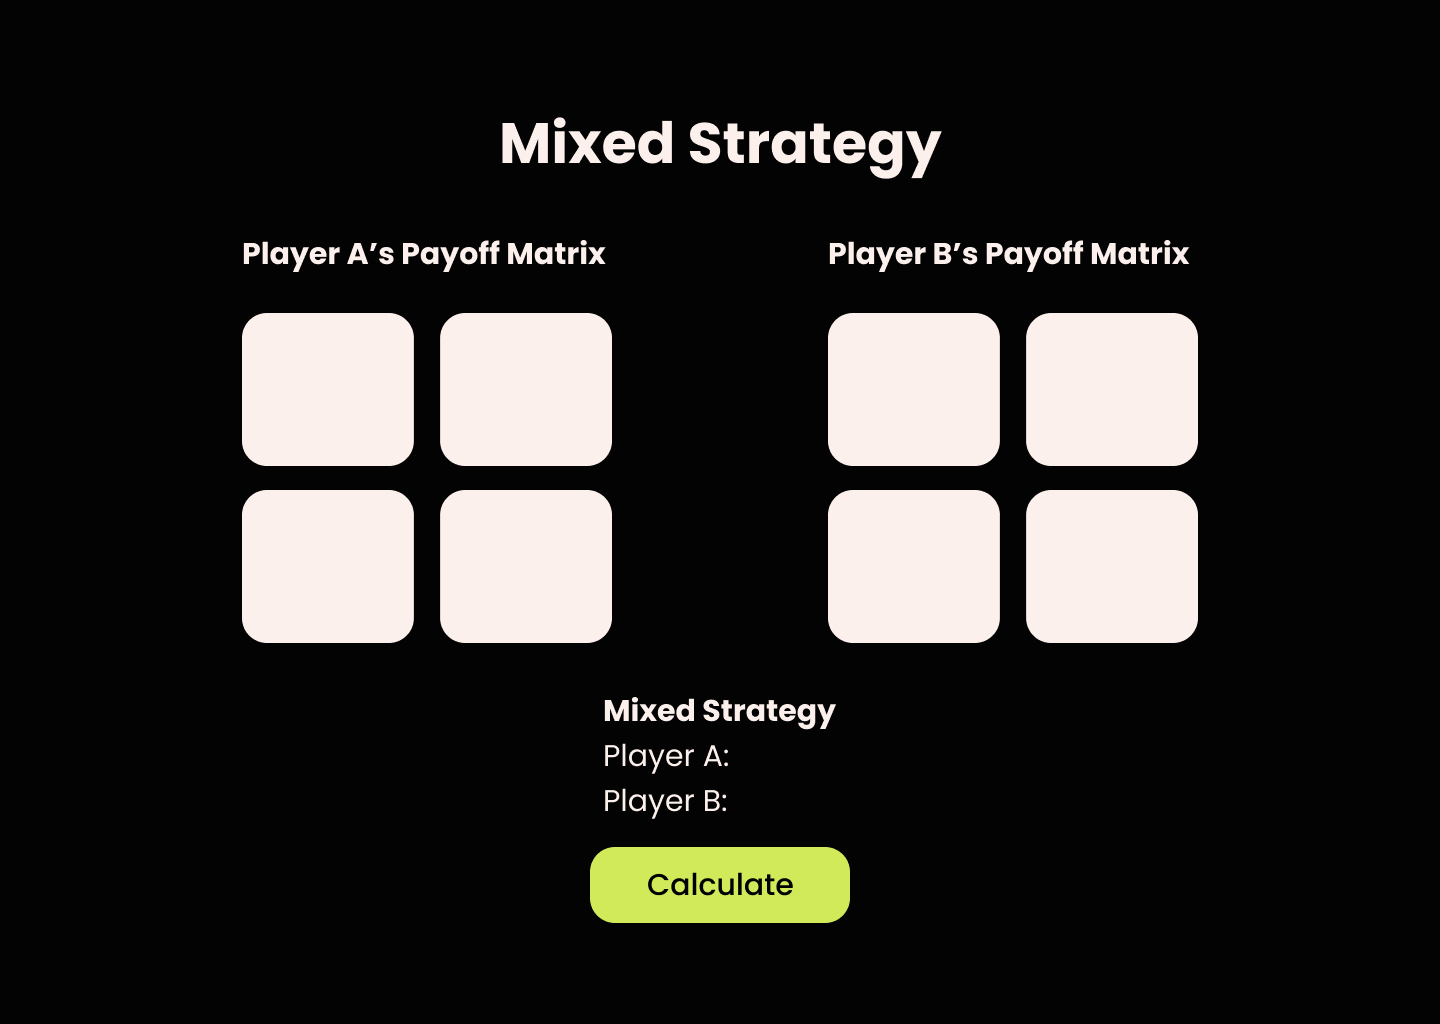 Mixed Strategy
Player A’s Payoff Matrix
Player B’s Payoff Matrix
Mixed Strategy
Player A:
Player B:
Calculate